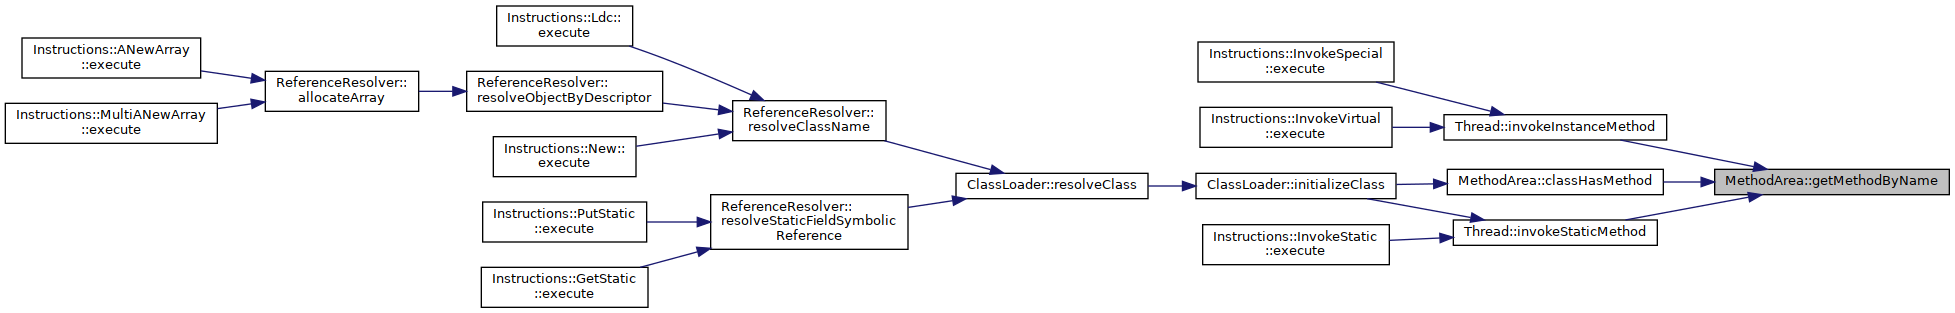 Instructions::ANewArray
::execute
Instructions::MultiANewArray
::execute
ReferenceResolver::
allocateArray
Instructions::Ldc::
execute
ReferenceResolver::
resolveObjectByDescriptor
Instructions::New::
execute
Instructions::PutStatic
::execute
Instructions::GetStatic
::execute
ReferenceResolver::
resolveClassName
ReferenceResolver::
resolveStaticFieldSymbolic
Reference
ClassLoader::resolveClass
Instructions::InvokeSpecial
::execute
Instructions::InvokeVirtual
::execute
ClassLoader::initializeClass
Instructions::InvokeStatic
::execute
Thread::invokeInstanceMethod
MethodArea::classHasMethod
Thread::invokeStaticMethod
MethodArea::getMethodByName